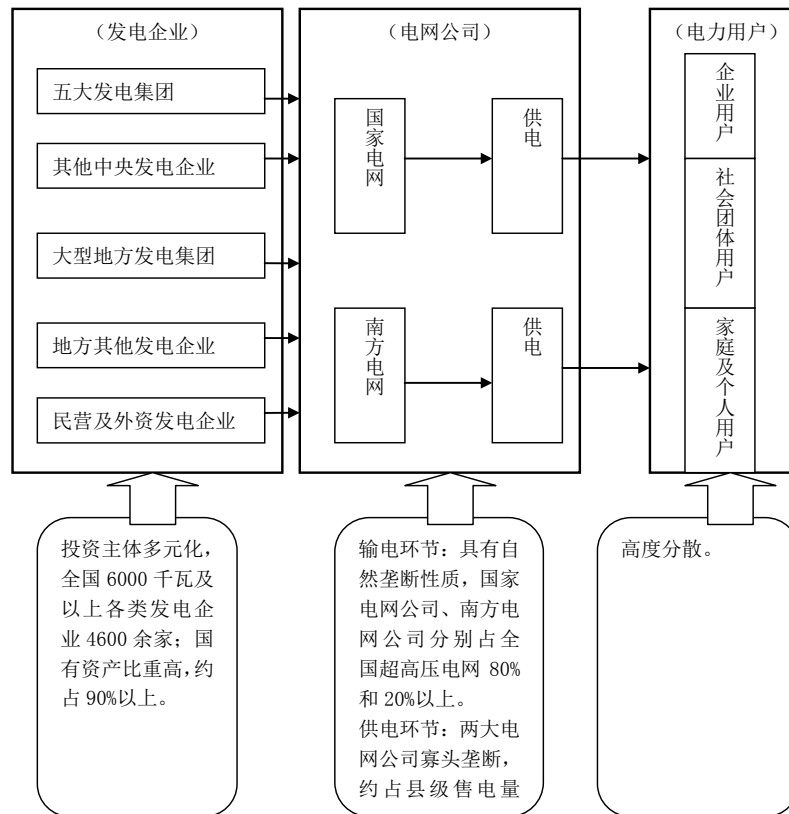 （发电企业）
五大发电集团
其他中央发电企业
大型地方发电集团
地方其他发电企业
民营及外资发电企业
（电网公司）
国家电网
供电
南方电网
供电
（电力用户）
企业用户
社会团体用户
家庭及个人用户
投资主体多元化，
全国 6000 千瓦及
以上各类发电企
业 4600 余家；国
有资产比重高，约
占 90%以上。
输电环节：具有自
然垄断性质，国家
电网公司、南方电
网公司分别占全
国超高压电网 80%
和 20%以上。
供电环节：两大电
网公司寡头垄断，
约占县级售电量
高度分散。